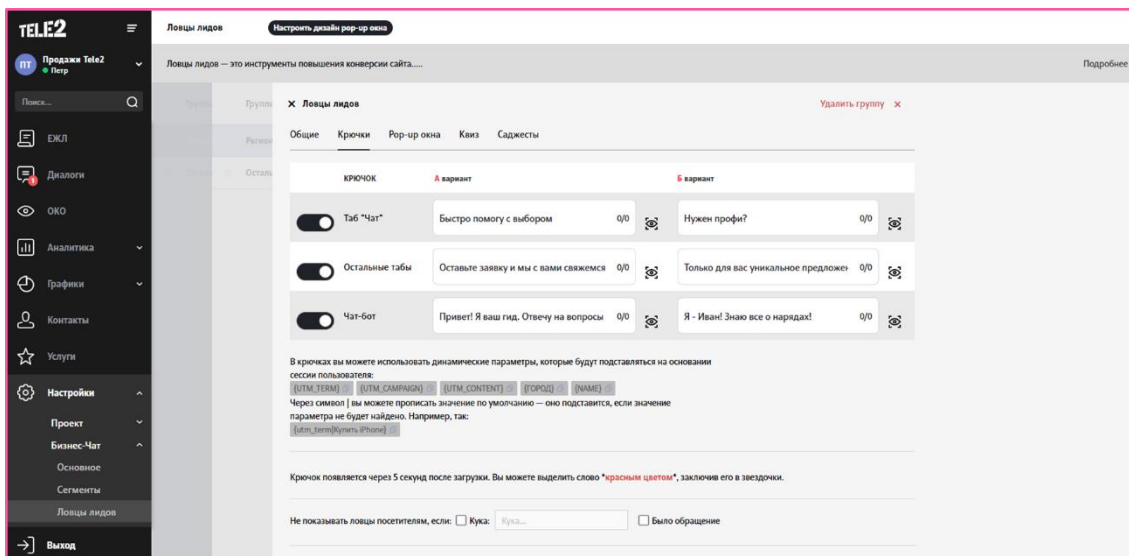 TELE2
Ловцы лидов
Настроить дизайн pop-up окна
ПТ
Продажи Tele2
Петр
Ловцы лидов — это инструменты повышения конверсии сайта.....
Подробнее
Поиск...
ЕЖЛ
Диалоги
1
ОКО
Аналитика
Графики
Контакты
Услуги
Настройки
Проект
Бизнес-Чат
Основное
Сегменты
Ловцы лидов
Выход
× Ловцы лидов
Удалить группу ×
Общие Крючки Pop-up окна Квиз Саджесты
КРЮЧОК А вариант Б вариант
Таб "Чат" Быстро помогу с выбором 0/0 Нужен профи? 0/0
Остальные табы Оставьте заявку и мы с вами свяжемся 0/0 Только для вас уникальное предложен 0/0
Чат-бот Привет! Я ваш гид. Отвечу на вопросы 0/0 Я - Иван! Знаю все о нарядах! 0/0
В крючках вы можете использовать динамические параметры, которые будут подставляться на основании
сессии пользователя:
{UTM_TERM} {UTM_CAMPAIGN} {UTM_CONTENT} {ГОРОД} {NAME}
Через символ | вы можете прописать значение по умолчанию — оно подставится, если значение
параметра не будет найдено. Например, так:
{utm_term|Купить iPhone}
Крючок появляется через 5 секунд после загрузки. Вы можете выделить слово *красным цветом*, заключив его в звездочки.
Не показывать ловцы посетителям, если: Кука: Кука... Было обращение